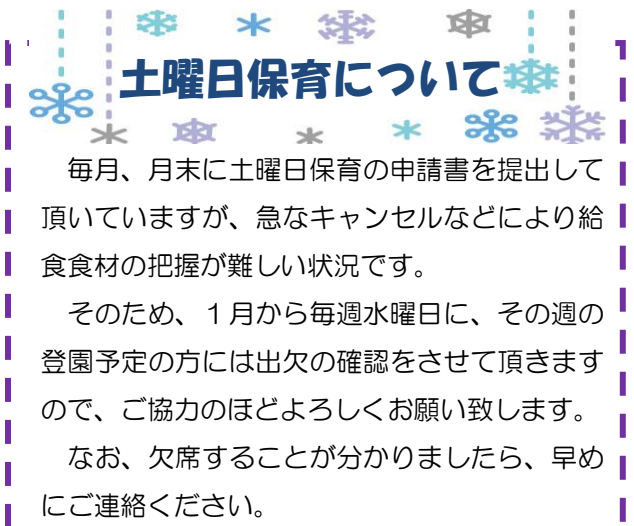 土曜日保育について
毎月、月末に土曜日保育の申請書を提出して
頂いていますが、急なキャンセルなどにより給
食食材の把握が難しい状況です。
そのため、１月から毎週水曜日に、その週の
登園予定の方には出欠の確認をさせて頂きます
ので、ご協力のほどよろしくお願い致します。
なお、欠席することが分かりましたら、早め
にご連絡ください。